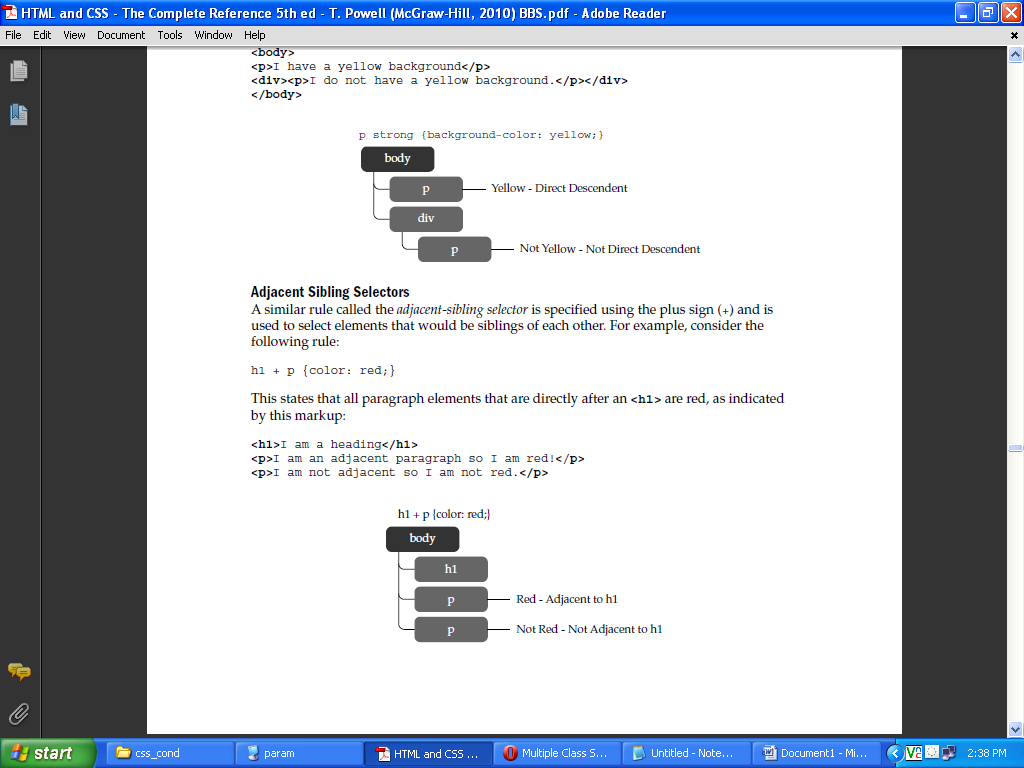 HTML and CSS - The Complete Reference 5th ed - T. Powell (McGraw-Hill, 2010) BBS.pdf - Adobe Reader
File Edit View Document Tools Window Help
<body>
<p>I have a yellow background</p>
<div><p>I do not have a yellow background.</p></div>
</body>
p strong {background-color: yellow;}
body
p Yellow - Direct Descendent
div
p Not Yellow - Not Direct Descendent
Adjacent Sibling Selectors
A similar rule called the adjacent-sibling selector is specified using the plus sign (+) and is
used to select elements that would be siblings of each other. For example, consider the
following rule:
h1 + p {color: red;}
This states that all paragraph elements that are directly after an <h1> are red, as indicated
by this markup:
<h1>I am a heading</h1>
<p>I am an adjacent paragraph so I am red!</p>
<p>I am not adjacent so I am not red.</p>
h1 + p {color: red;}
body
h1
p Red - Adjacent to h1
p Not Red - Not Adjacent to h1
start css_cond param HTML and CSS ... Multiple Class S... Untitled - Note... Document1 - Mi... 2:38 PM